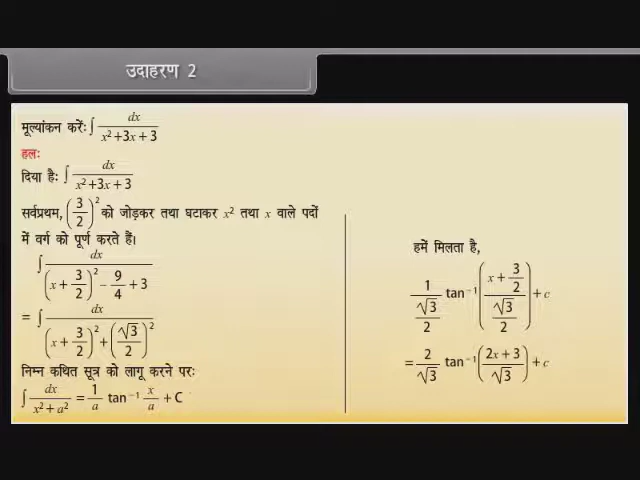 उदाहरण 2
मूल्यांकन करें: ∫ dx / (x² + 3x + 3)
हल:
दिया है: ∫ dx / (x² + 3x + 3)
सर्वप्रथम, (3/2)² को जोड़कर तथा घटाकर x² तथा x वाले पदों
में वर्ग को पूर्ण करते हैं।
∫ dx / ((x + 3/2)² − 9/4 + 3)
= ∫ dx / ((x + 3/2)² + (√3/2)²)
निम्न कथित सूत्र को लागू करने पर:
∫ dx / (x² + a²) = 1/a tan⁻¹ x/a + C
हमें मिलता है,
1/(√3/2) tan⁻¹ ((x + 3/2)/(√3/2)) + c
= 2/√3 tan⁻¹ ((2x + 3)/√3) + c